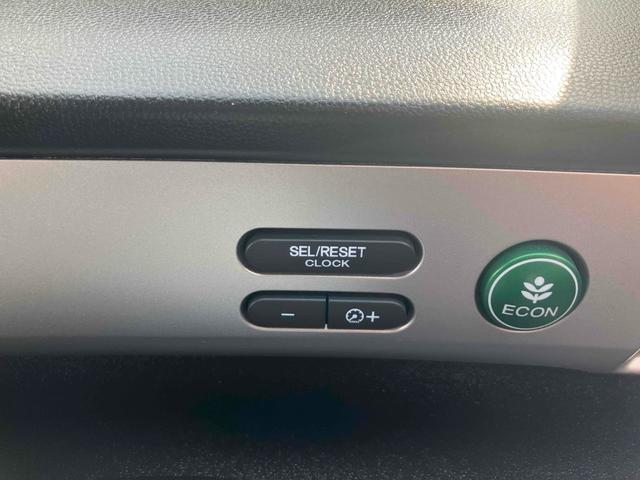 SEL/RESET
CLOCK
− +
ECON